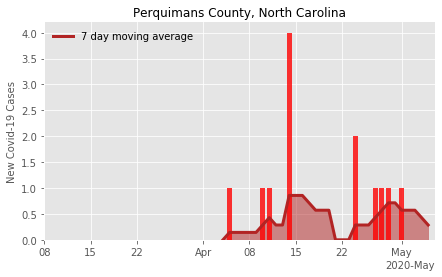 Perquimans County, North Carolina
7 day moving average
New Covid-19 Cases
4.0
3.5
3.0
2.5
2.0
1.5
1.0
0.5
0.0
08 15 22 Apr 08 15 22 May
2020-May